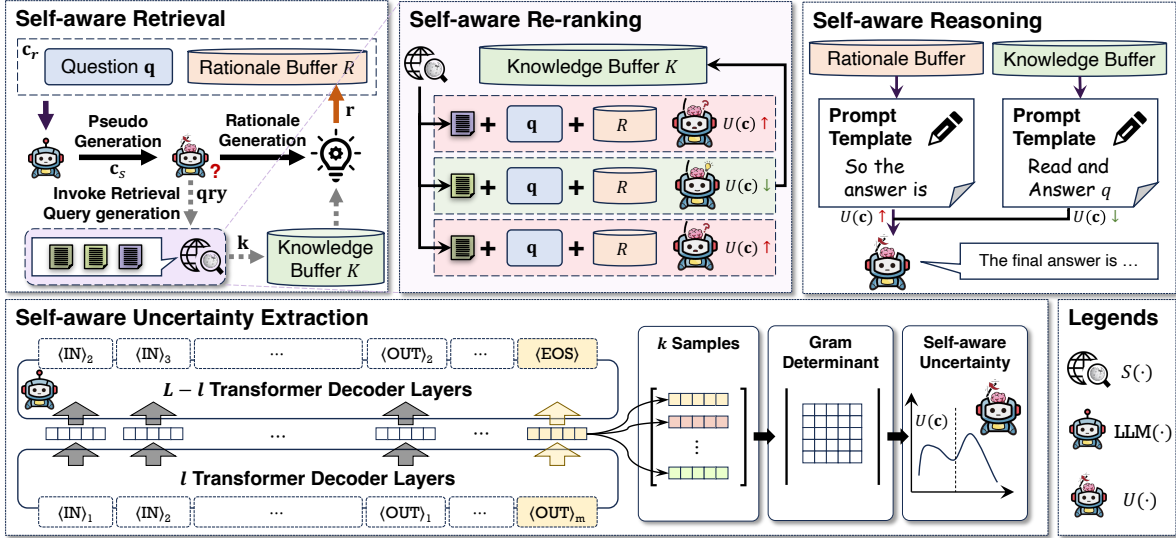 Self-aware Retrieval
c_r
Question q
Rationale Buffer R
Pseudo
Generation
c_s
Rationale
Generation
r
?
Invoke Retrieval
Query generation
qry
k
Knowledge
Buffer K
Self-aware Re-ranking
Knowledge Buffer K
+ q + R ? U(c) ↑
+ q + R U(c) ↓
+ q + R ? U(c) ↑
Self-aware Reasoning
Rationale Buffer
Knowledge Buffer
Prompt
Template
So the
answer is
Prompt
Template
Read and
Answer q
U(c) ↑
U(c) ↓
The final answer is ...
Self-aware Uncertainty Extraction
⟨IN⟩_2 ⟨IN⟩_3 ... ⟨OUT⟩_2 ... ⟨EOS⟩
L − l Transformer Decoder Layers
... ...
l Transformer Decoder Layers
⟨IN⟩_1 ⟨IN⟩_2 ... ⟨OUT⟩_1 ... ⟨OUT⟩_m
k Samples
⋮
Gram
Determinant
Self-aware
Uncertainty
U(c)
Legends
S(·)
LLM(·)
U(·)